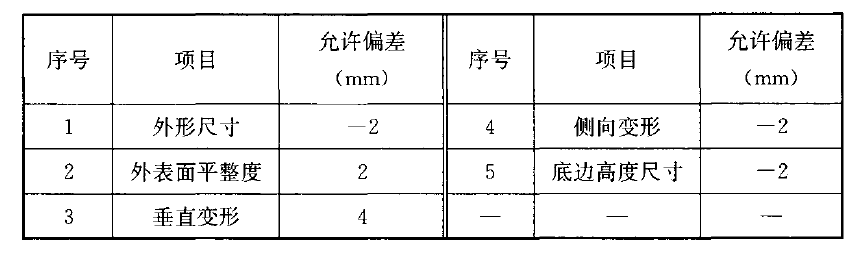 序号 项目 允许偏差(mm) 序号 项目 允许偏差(mm)
1 外形尺寸 —2 4 侧向变形 —2
2 外表面平整度 2 5 底边高度尺寸 —2
3 垂直变形 4 — — —